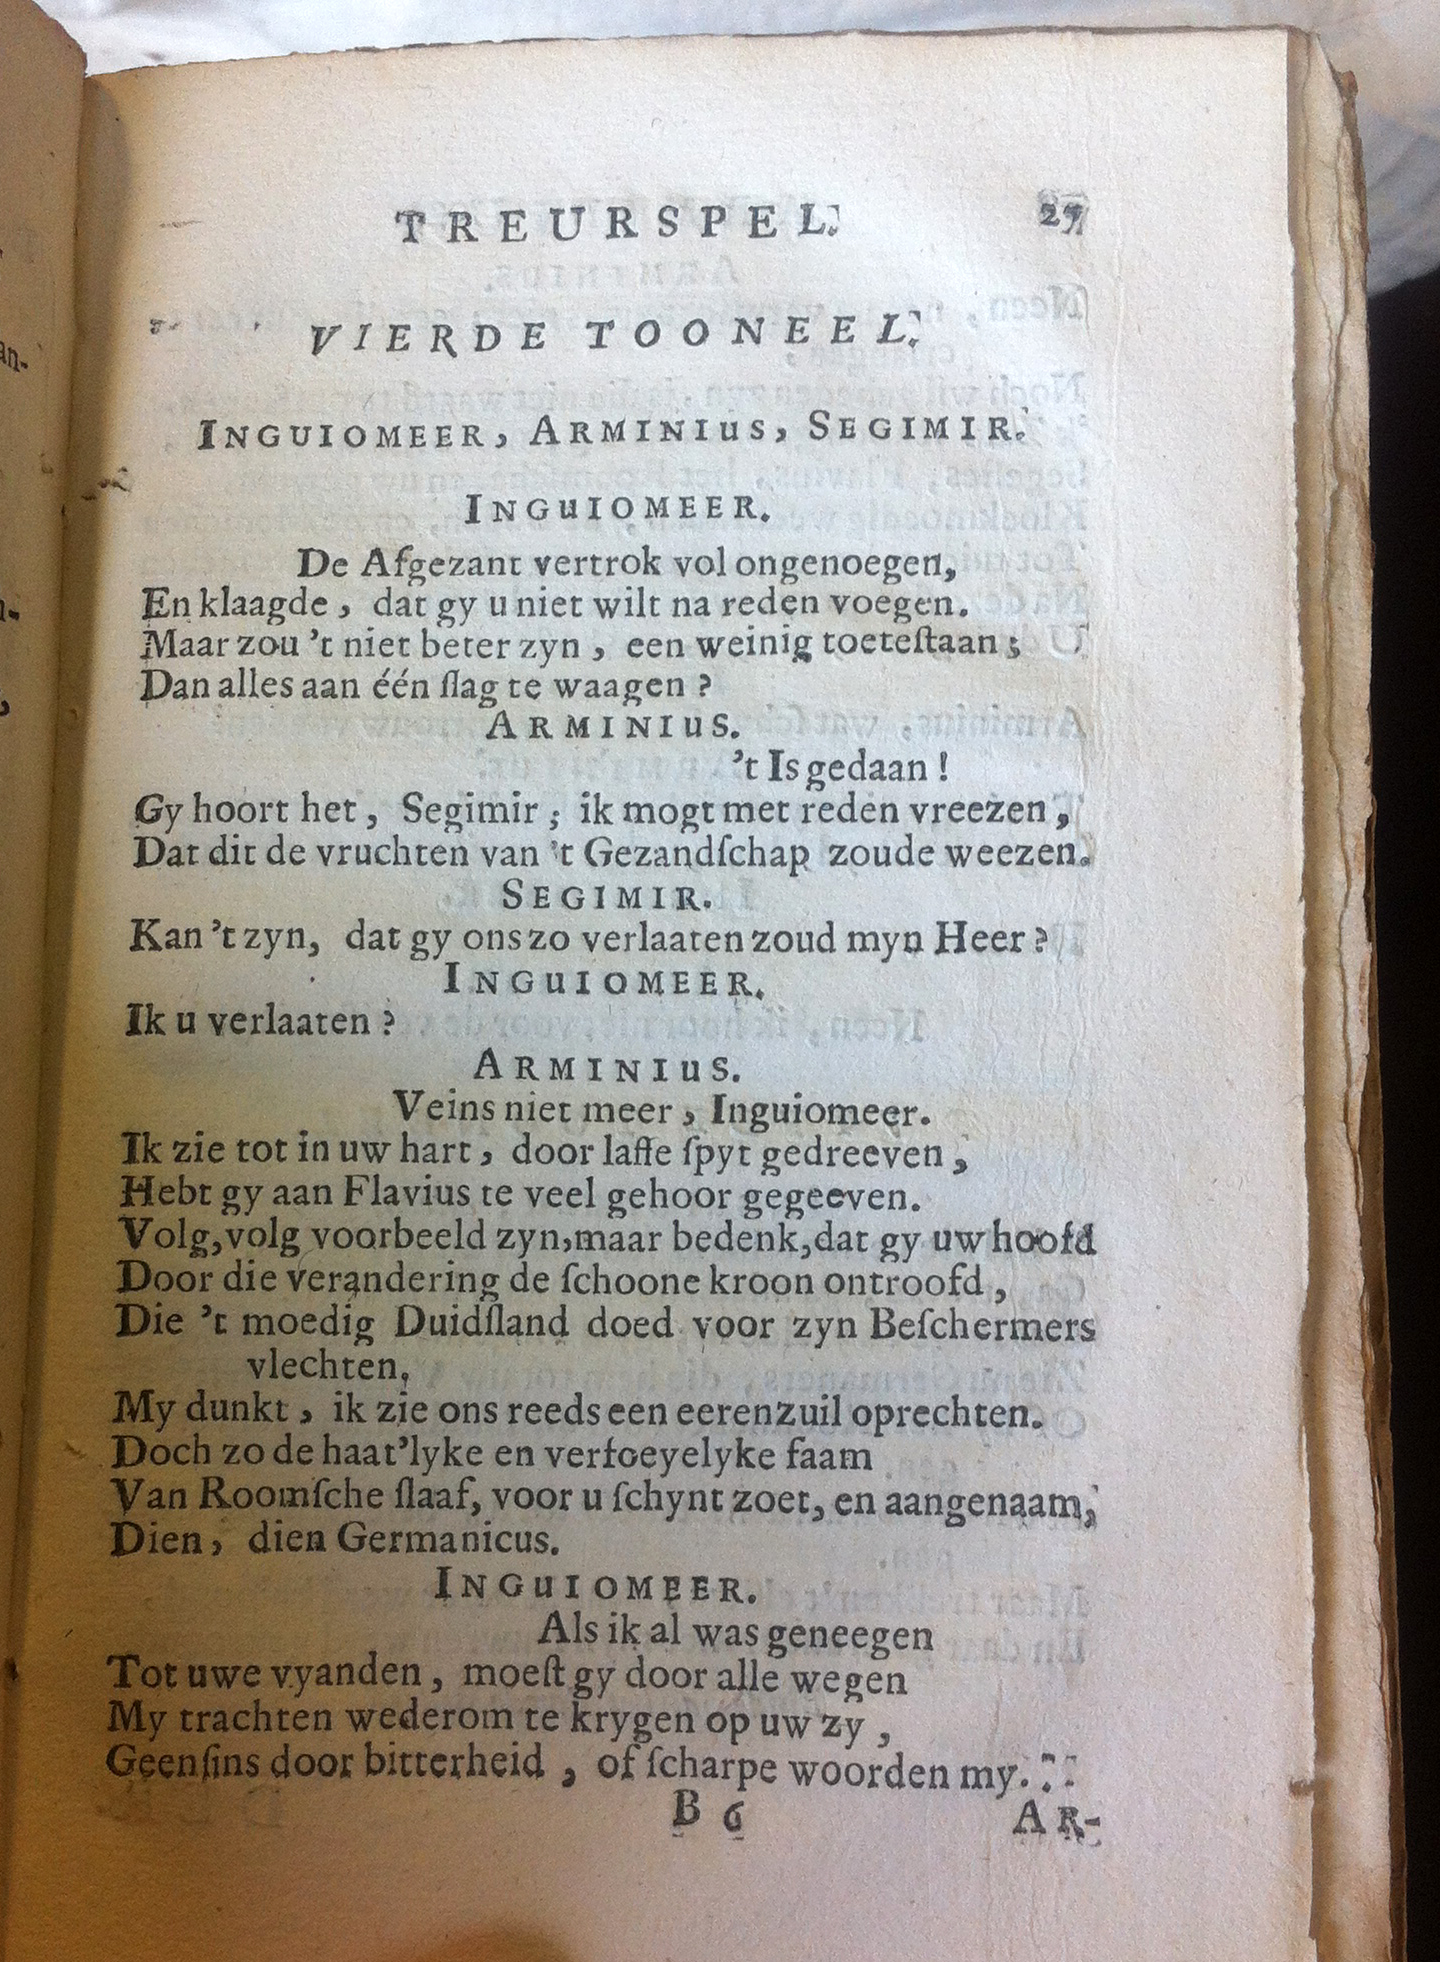 TREURSPEL.
VIERDE TOONEEL.
INGUIOMEER, ARMINIUS, SEGIMIR.
INGUIOMEER.
De Afgezant vertrok vol ongenoegen,
En klaagde, dat gy u niet wilt na reden voegen.
Maar zou 't niet beter zyn, een weinig toeteſtaan;
Dan alles aan één ſlag te waagen?
ARMINIUS.
't Is gedaan!
Gy hoort het, Segimir; ik mogt met reden vreezen,
Dat dit de vruchten van 't Gezandſchap zoude weezen.
SEGIMIR.
Kan 't zyn, dat gy ons zo verlaaten zoud myn Heer?
INGUIOMEER.
Ik u verlaaten?
ARMINIUS.
Veins niet meer, Inguiomeer.
Ik zie tot in uw hart, door laffe ſpyt gedreeven,
Hebt gy aan Flavius te veel gehoor gegeeven.
Volg, volg voorbeeld zyn, maar bedenk, dat gy uw hoofd
Door die verandering de ſchoone kroon ontroofd,
Die 't moedig Duidſland doed voor zyn Beſchermers
vlechten,
My dunkt, ik zie ons reeds een eerenzuil oprechten.
Doch zo de haat'lyke en verfoeyelyke faam
Van Roomſche ſlaaf, voor u ſchynt zoet, en aangenaam,
Dien, dien Germanicus.
INGUIOMEER.
Als ik al was geneegen
Tot uwe vyanden, moeſt gy door alle wegen
My trachten wederom te krygen op uw zy,
Geenſins door bitterheid, of ſcharpe woorden my.
B 6
AR-